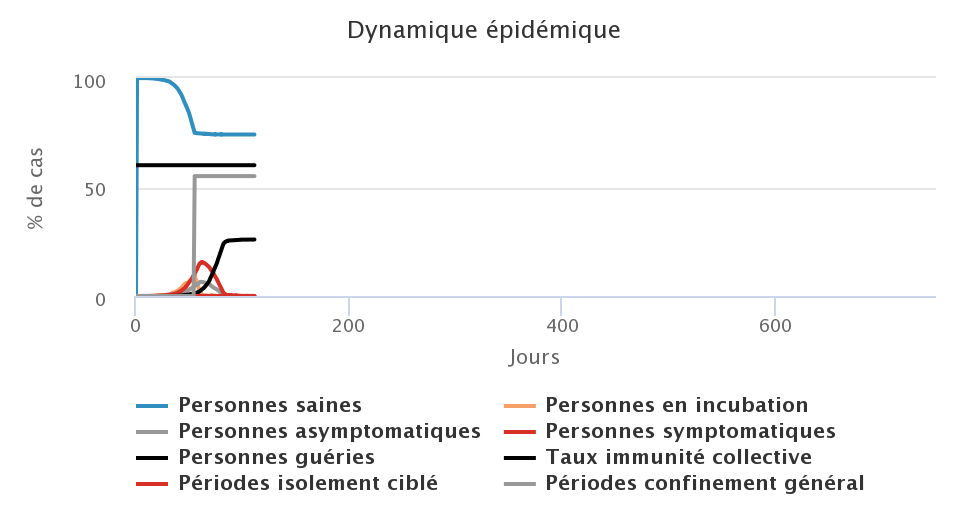 Dynamique épidémique
100
50
0
% de cas
0 200 400 600
Jours
Personnes saines Personnes en incubation
Personnes asymptomatiques Personnes symptomatiques
Personnes guéries Taux immunité collective
Périodes isolement ciblé Périodes confinement général